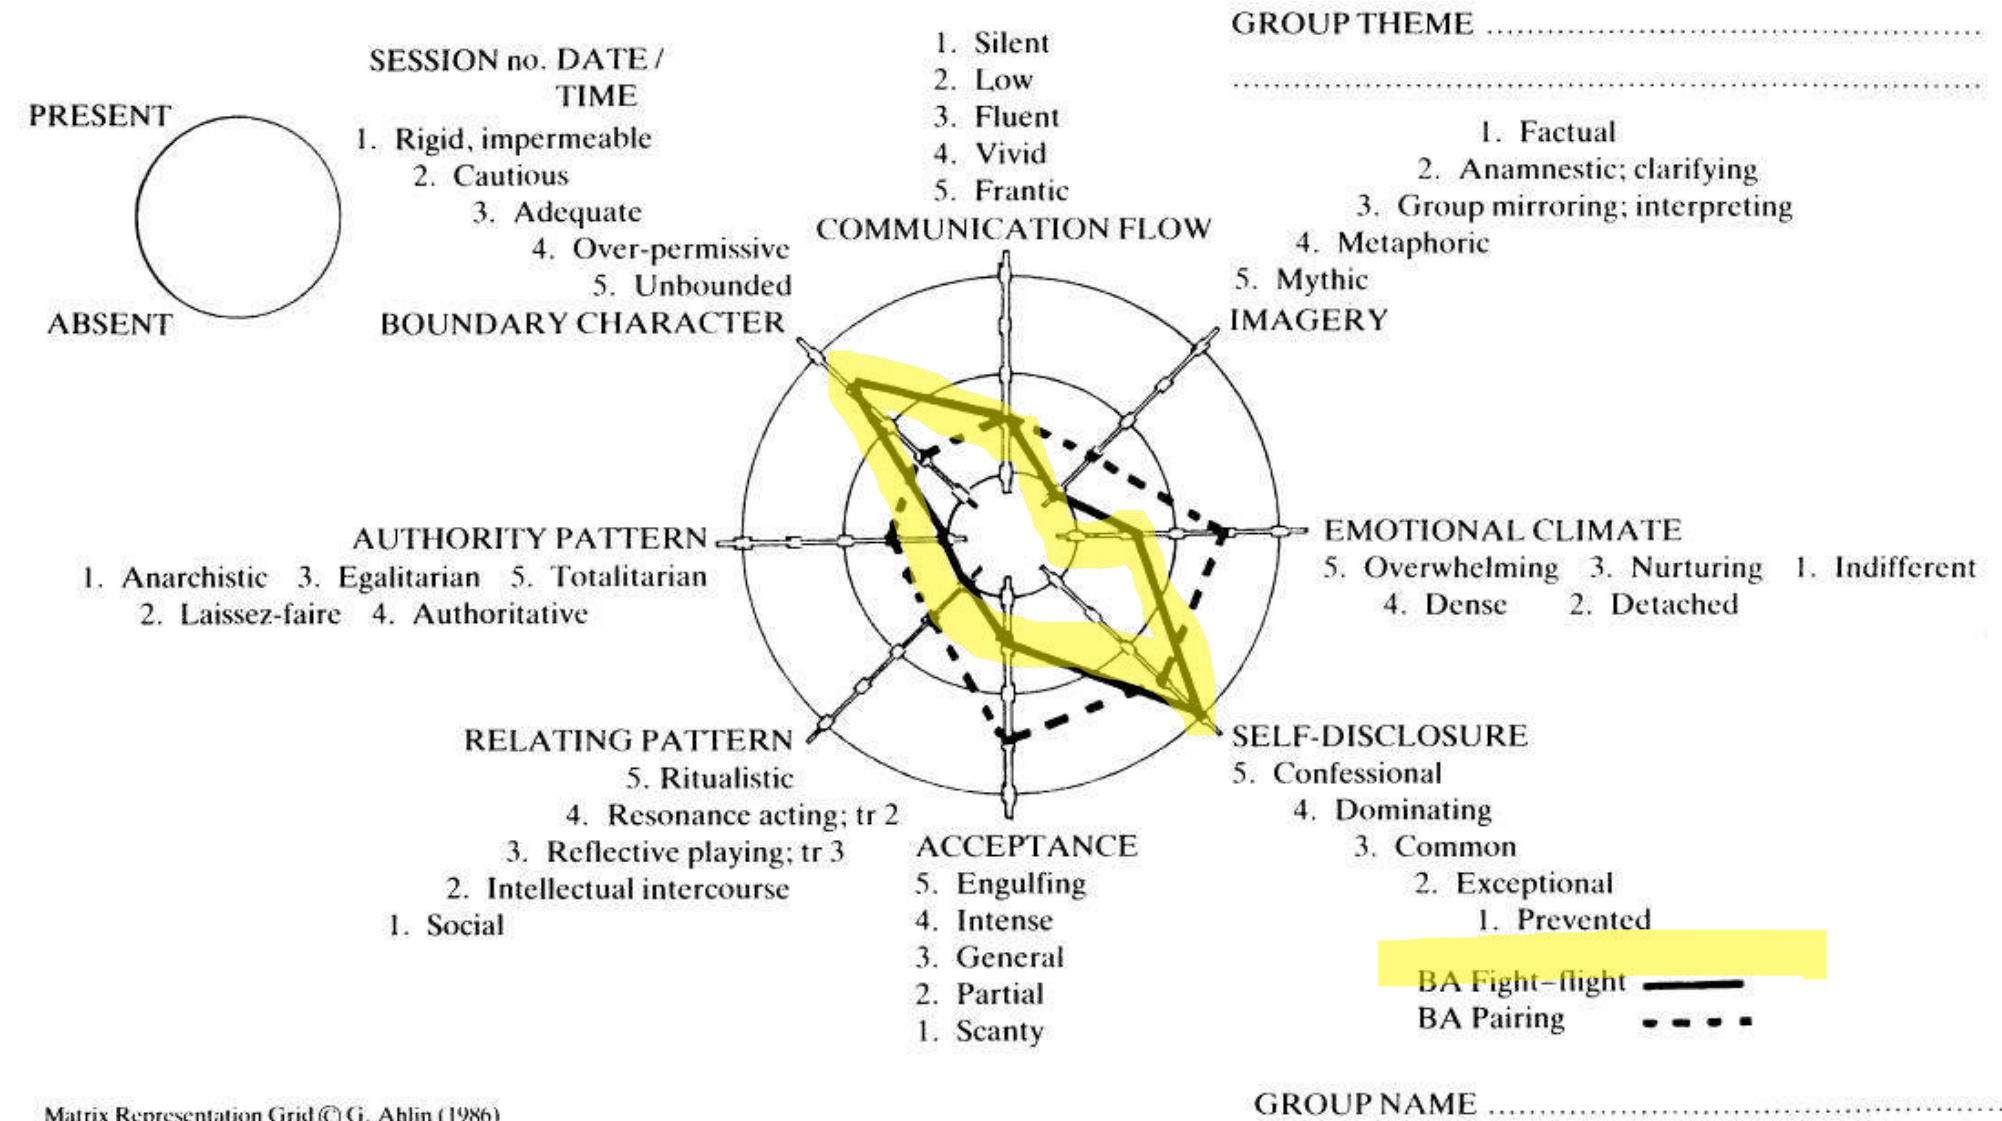 GROUP THEME
SESSION no. DATE /
TIME
PRESENT
ABSENT
1. Rigid, impermeable
2. Cautious
3. Adequate
4. Over-permissive
5. Unbounded
BOUNDARY CHARACTER
1. Silent
2. Low
3. Fluent
4. Vivid
5. Frantic
COMMUNICATION FLOW
1. Factual
2. Anamnestic; clarifying
3. Group mirroring; interpreting
4. Metaphoric
5. Mythic
IMAGERY
AUTHORITY PATTERN
1. Anarchistic 3. Egalitarian 5. Totalitarian
2. Laissez-faire 4. Authoritative
EMOTIONAL CLIMATE
5. Overwhelming 3. Nurturing 1. Indifferent
4. Dense 2. Detached
RELATING PATTERN
5. Ritualistic
4. Resonance acting; tr 2
3. Reflective playing; tr 3
2. Intellectual intercourse
1. Social
ACCEPTANCE
5. Engulfing
4. Intense
3. General
2. Partial
1. Scanty
SELF-DISCLOSURE
5. Confessional
4. Dominating
3. Common
2. Exceptional
1. Prevented
BA Fight–flight
BA Pairing
Matrix Representation Grid © G. Ahlin (1986)
GROUP NAME